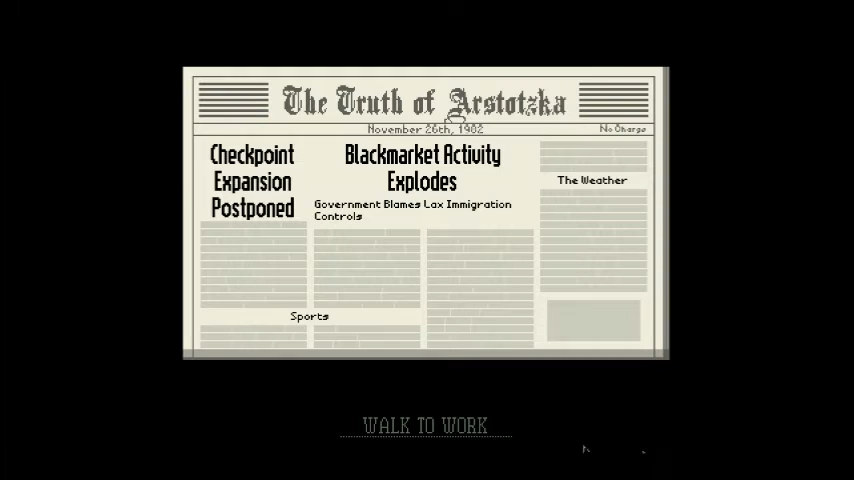 The Truth of Arstotzka
November 26th, 1982
No Charge
Checkpoint
Expansion
Postponed
Blackmarket Activity
Explodes
Government Blames Lax Immigration
Controls
The Weather
Sports
WALK TO WORK